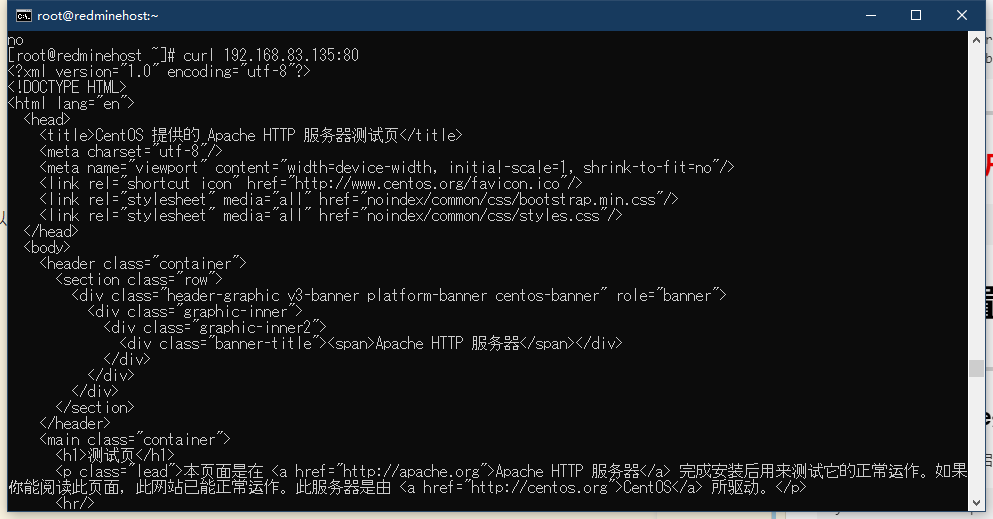 root@redminehost:~
no
[root@redminehost ~]# curl 192.168.83.135:80
<?xml version="1.0" encoding="utf-8"?>
<!DOCTYPE HTML>
<html lang="en">
  <head>
    <title>CentOS 提供的 Apache HTTP 服务器测试页</title>
    <meta charset="utf-8"/>
    <meta name="viewport" content="width=device-width, initial-scale=1, shrink-to-fit=no"/>
    <link rel="shortcut icon" href="http://www.centos.org/favicon.ico"/>
    <link rel="stylesheet" media="all" href="noindex/common/css/bootstrap.min.css"/>
    <link rel="stylesheet" media="all" href="noindex/common/css/styles.css"/>
  </head>
  <body>
    <header class="container">
      <section class="row">
        <div class="header-graphic v3-banner platform-banner centos-banner" role="banner">
          <div class="graphic-inner">
            <div class="graphic-inner2">
              <div class="banner-title"><span>Apache HTTP 服务器</span></div>
            </div>
          </div>
        </div>
      </section>
    </header>
    <main class="container">
      <h1>测试页</h1>
      <p class="lead">本页面是在 <a href="http://apache.org">Apache HTTP 服务器</a> 完成安装后用来测试它的正常运作。如果
你能阅读此页面，此网站已能正常运作。此服务器是由 <a href="http://centos.org">CentOS</a> 所驱动。</p>
      <hr/>